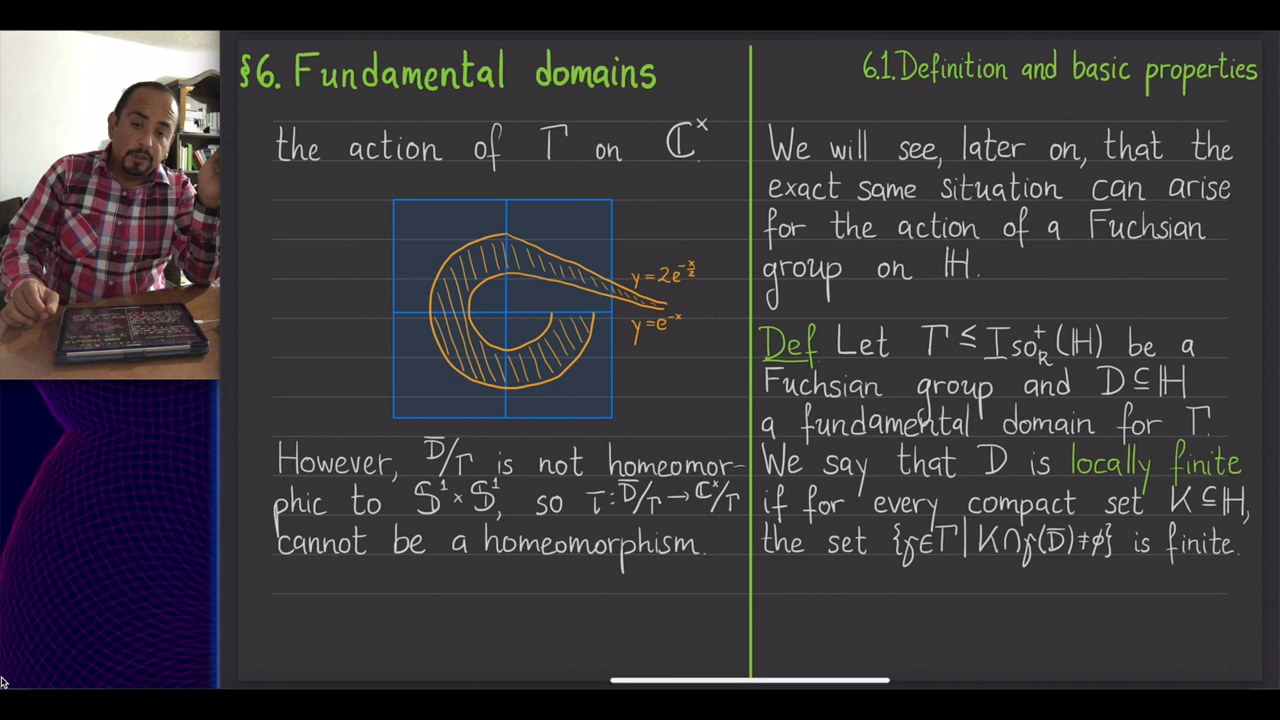 §6. Fundamental domains
the action of Γ on ℂ^×
y=2e^{-x/2}
y=e^{-x}
However, D̄/Γ is not homeomor-
phic to 𝕊¹×𝕊¹, so τ:D̄/Γ→ℂ^×/Γ
cannot be a homeomorphism.
6.1. Definition and basic properties
We will see, later on, that the
exact same situation can arise
for the action of a Fuchsian
group on ℍ.
Def Let Γ ≤ Iso⁺_R(ℍ) be a
Fuchsian group and D⊆ℍ
a fundamental domain for Γ.
We say that D is locally finite
if for every compact set K⊆ℍ,
the set {γ∈Γ | K∩γ(D̄)≠∅} is finite.